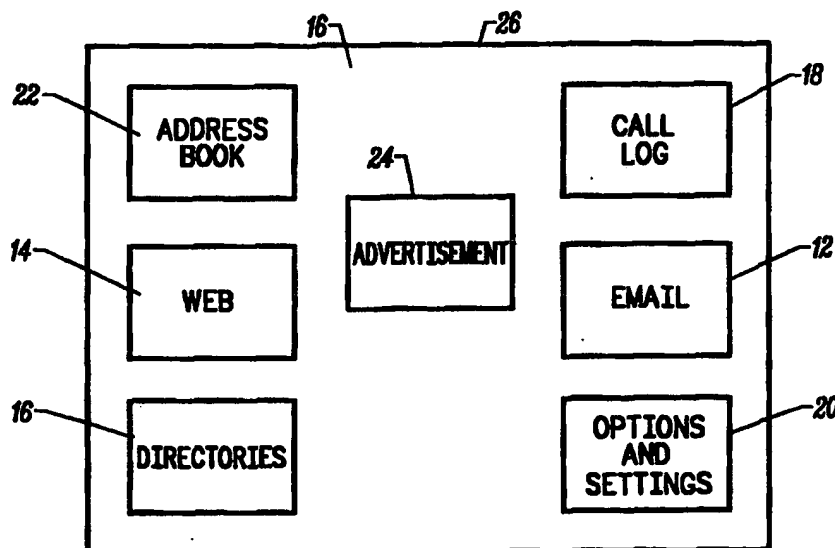 16
26
22
ADDRESS
BOOK
18
CALL
LOG
24
ADVERTISEMENT
14
WEB
12
EMAIL
16
DIRECTORIES
20
OPTIONS
AND
SETTINGS